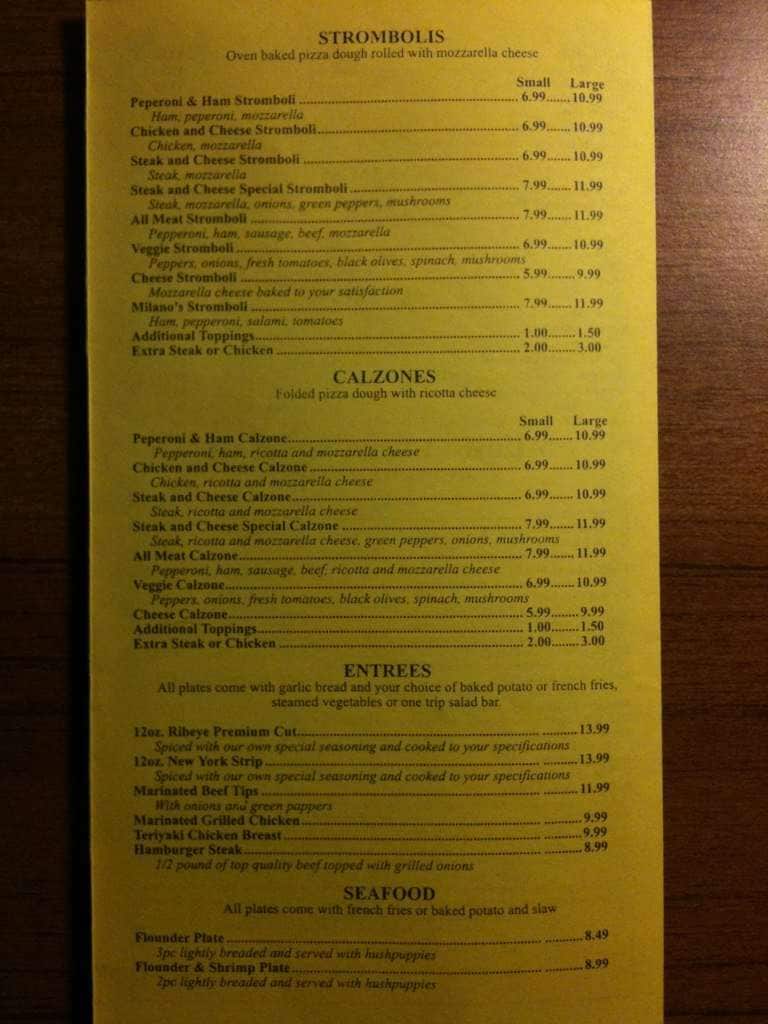 STROMBOLIS
Oven baked pizza dough rolled with mozzarella cheese
Small Large
Peperoni & Ham Stromboli ........ 6.99 ....... 10.99
Ham, peperoni, mozzarella
Chicken and Cheese Stromboli ........ 6.99 ....... 10.99
Chicken, mozzarella
Steak and Cheese Stromboli ........ 6.99 ....... 10.99
Steak, mozzarella
Steak and Cheese Special Stromboli ........ 7.99 ....... 11.99
Steak, mozzarella, onions, green peppers, mushrooms
All Meat Stromboli ........ 7.99 ....... 11.99
Pepperoni, ham, sausage, beef, mozzarella
Veggie Stromboli ........ 6.99 ....... 10.99
Peppers, onions, fresh tomatoes, black olives, spinach, mushrooms
Cheese Stromboli ........ 5.99 ....... 9.99
Mozzarella cheese baked to your satisfaction
Milano's Stromboli ........ 7.99 ....... 11.99
Ham, pepperoni, salami, tomatoes
Additional Toppings ........ 1.00 ........ 1.50
Extra Steak or Chicken ........ 2.00 ........ 3.00
CALZONES
Folded pizza dough with ricotta cheese
Small Large
Peperoni & Ham Calzone ........ 6.99 ....... 10.99
Pepperoni, ham, ricotta and mozzarella cheese
Chicken and Cheese Calzone ........ 6.99 ....... 10.99
Chicken, ricotta and mozzarella cheese
Steak and Cheese Calzone ........ 6.99 ....... 10.99
Steak, ricotta and mozzarella cheese
Steak and Cheese Special Calzone ........ 7.99 ....... 11.99
Steak, ricotta and mozzarella cheese, green peppers, onions, mushrooms
All Meat Calzone ........ 7.99 ....... 11.99
Pepperoni, ham, sausage, beef, ricotta and mozzarella cheese
Veggie Calzone ........ 6.99 ....... 10.99
Peppers, onions, fresh tomatoes, black olives, spinach, mushrooms
Cheese Calzone ........ 5.99 ....... 9.99
Additional Toppings ........ 1.00 ........ 1.50
Extra Steak or Chicken ........ 2.00 ........ 3.00
ENTREES
All plates come with garlic bread and your choice of baked potato or french fries,
steamed vegetables or one trip salad bar.
12oz. Ribeye Premium Cut ........ 13.99
Spiced with our own special seasoning and cooked to your specifications
12oz. New York Strip ........ 13.99
Spiced with our own special seasoning and cooked to your specifications
Marinated Beef Tips ........ 11.99
With onions and green pappers
Marinated Grilled Chicken ........ 9.99
Teriyaki Chicken Breast ........ 9.99
Hamburger Steak ........ 8.99
1/2 pound of top quality beef topped with grilled onions
SEAFOOD
All plates come with french fries or baked potato and slaw
Flounder Plate ........ 8.49
3pc lightly breaded and served with hushpuppies
Flounder & Shrimp Plate ........ 8.99
2pc lightly breaded and served with hushpuppies